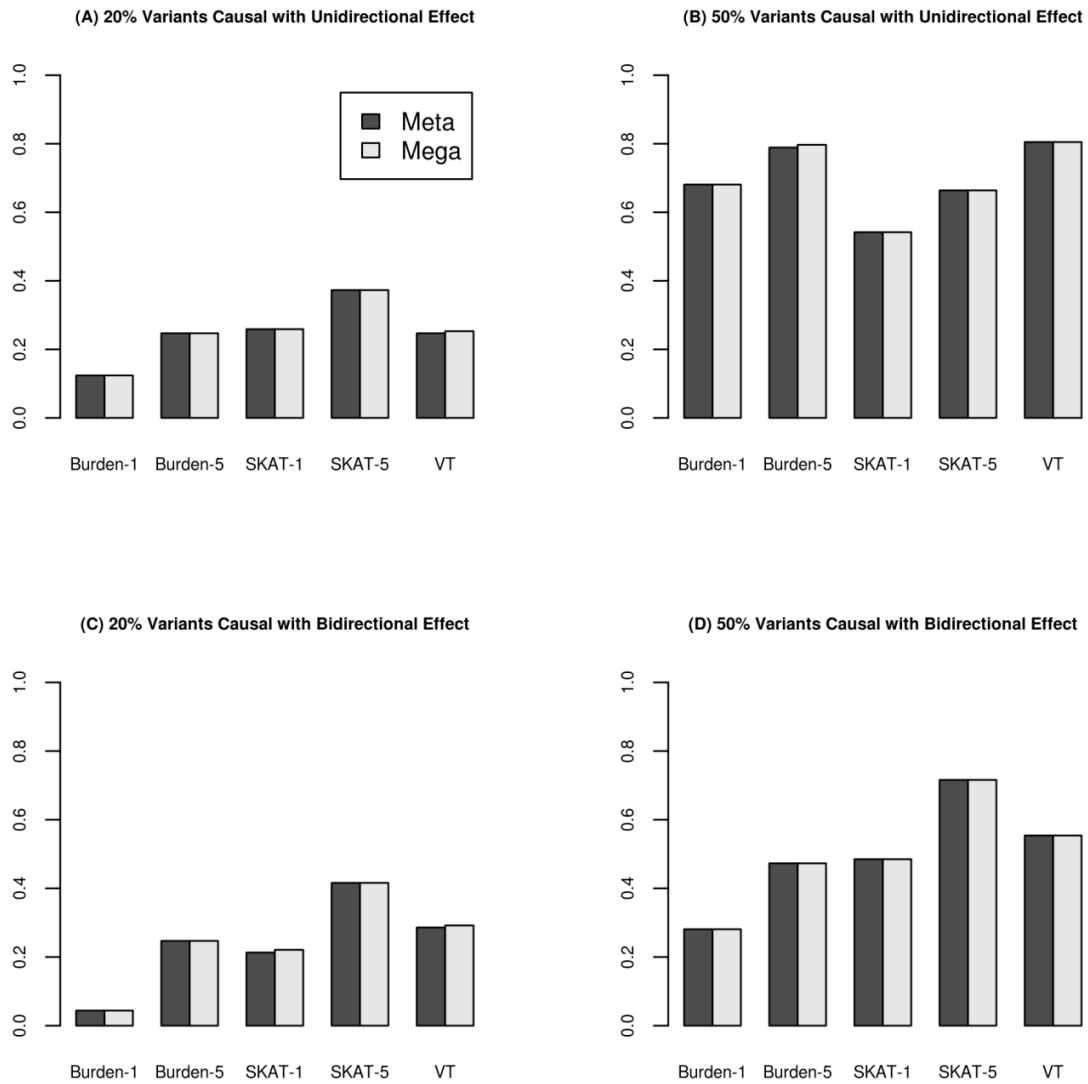 (A) 20% Variants Causal with Unidirectional Effect
1.0
0.8
0.6
0.4
0.2
0.0
Meta
Mega
Burden-1 Burden-5 SKAT-1 SKAT-5 VT
(B) 50% Variants Causal with Unidirectional Effect
1.0
0.8
0.6
0.4
0.2
0.0
Burden-1 Burden-5 SKAT-1 SKAT-5 VT
(C) 20% Variants Causal with Bidirectional Effect
1.0
0.8
0.6
0.4
0.2
0.0
Burden-1 Burden-5 SKAT-1 SKAT-5 VT
(D) 50% Variants Causal with Bidirectional Effect
1.0
0.8
0.6
0.4
0.2
0.0
Burden-1 Burden-5 SKAT-1 SKAT-5 VT